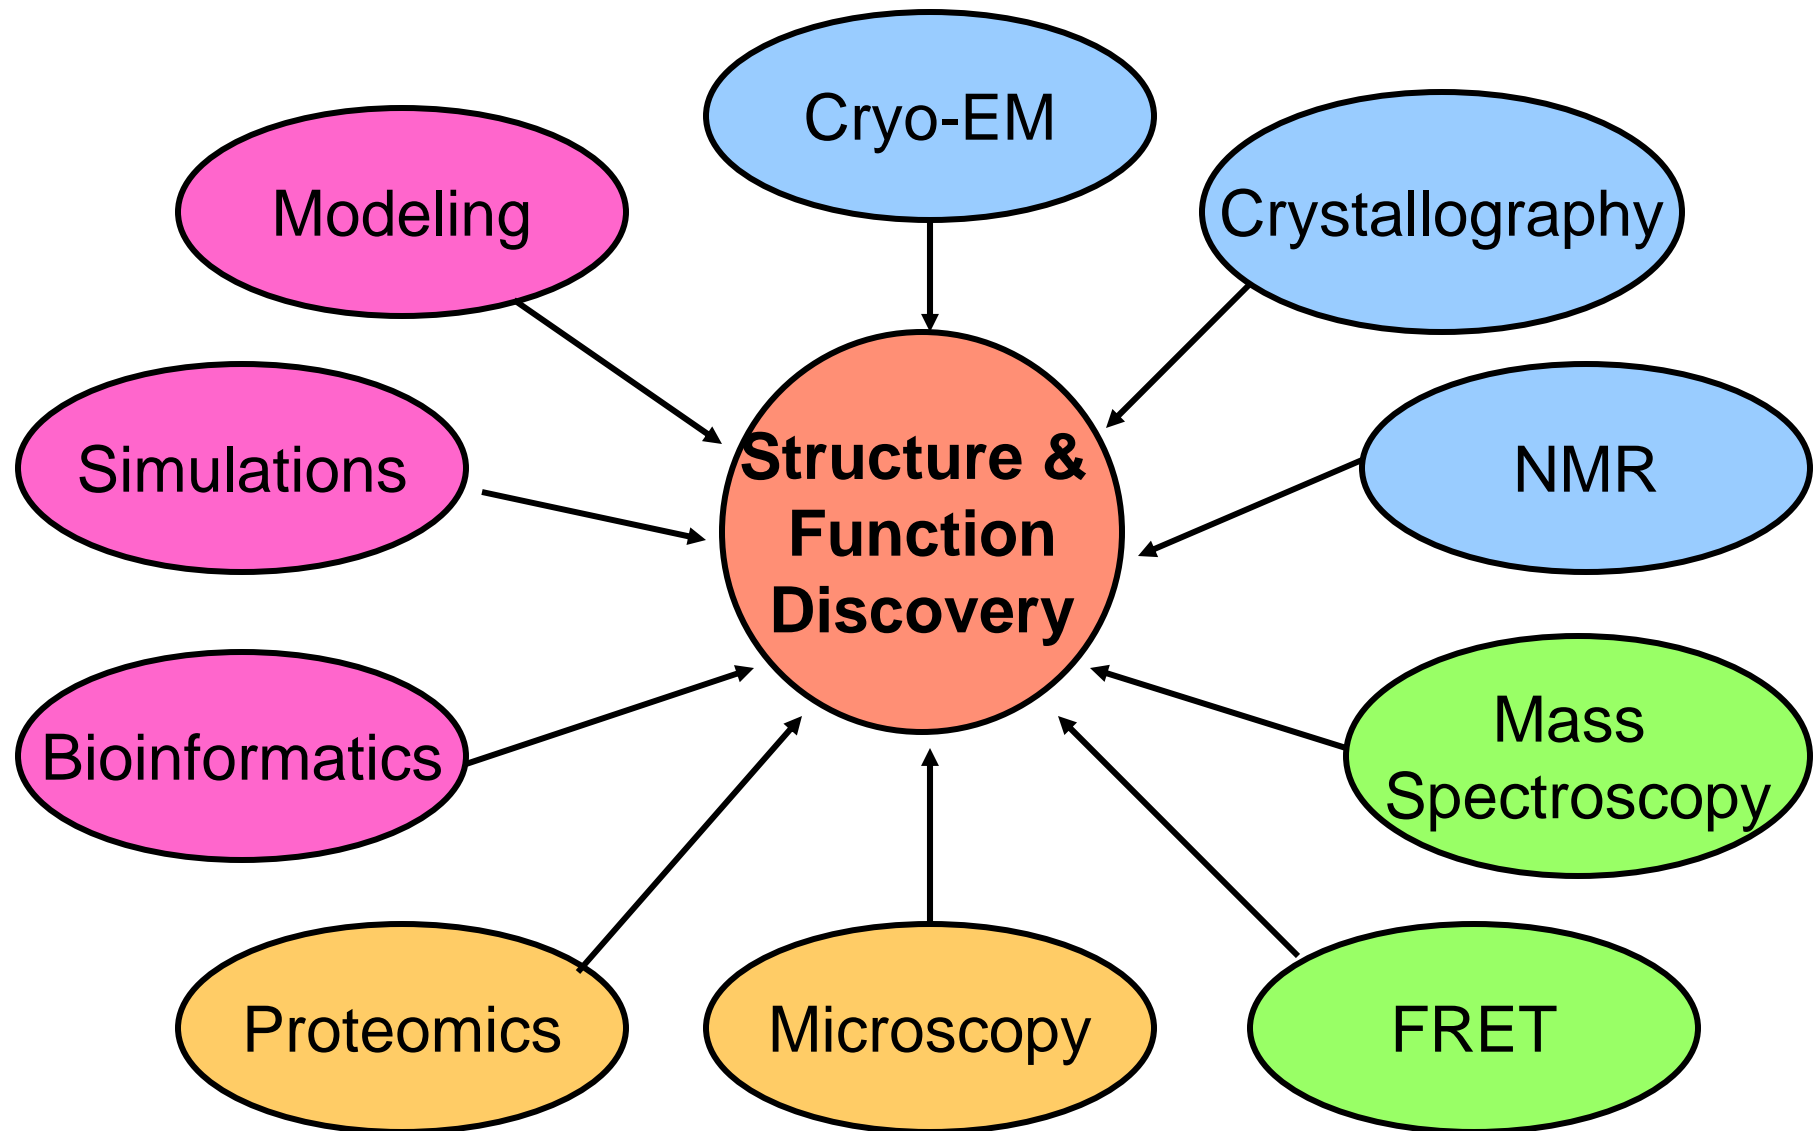 Cryo-EM
Modeling
Crystallography
Simulations
Structure &
Function
Discovery
NMR
Bioinformatics
Mass
Spectroscopy
Proteomics
Microscopy
FRET